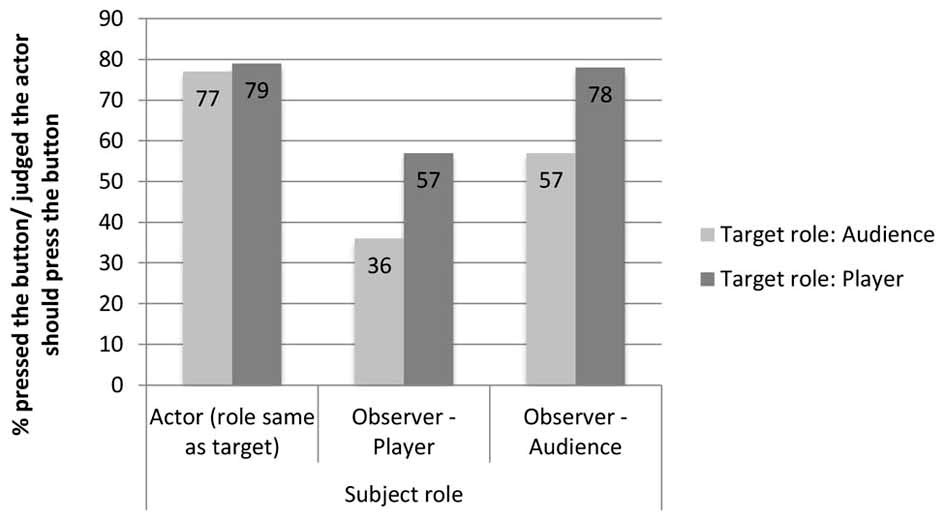 % pressed the button/ judged the actor
should press the button
90
80
70
60
50
40
30
20
10
0
77
79
36
57
57
78
Actor (role same
as target)
Observer -
Player
Observer -
Audience
Subject role
Target role: Audience
Target role: Player